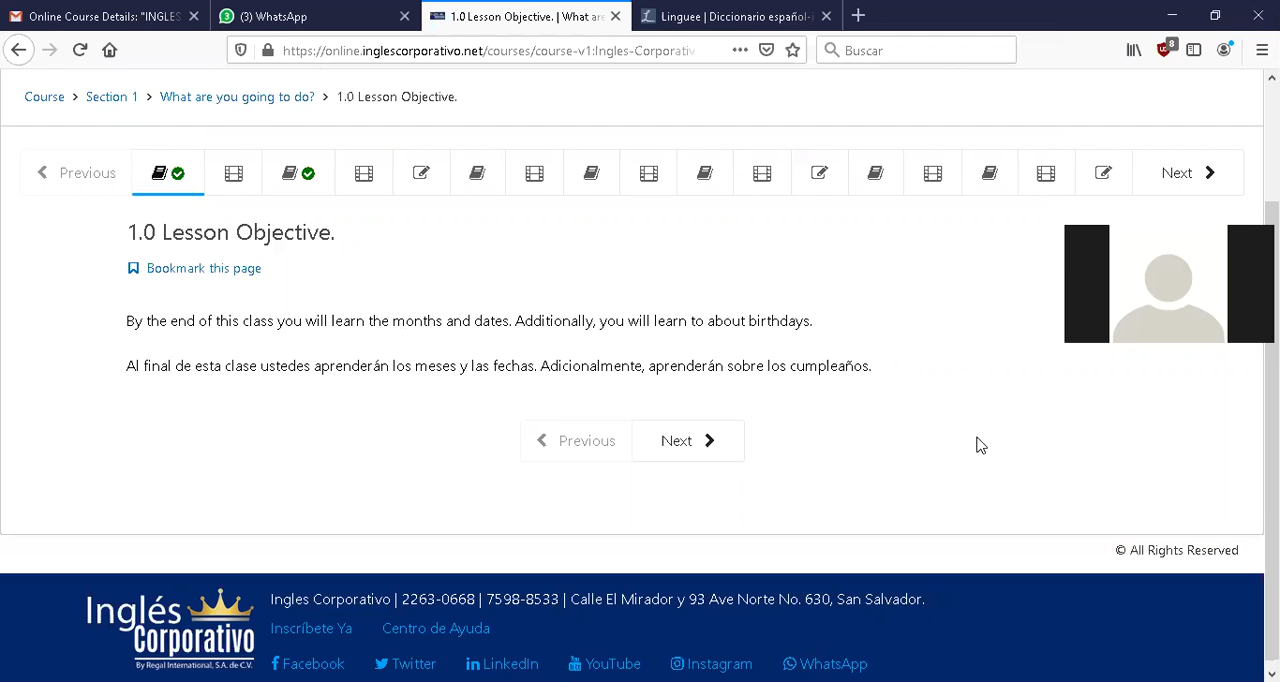 Online Course Details: "INGLES
(3) WhatsApp
1.0 Lesson Objective. | What are
Linguee | Diccionario español-i
https://online.inglescorporativo.net/courses/course-v1:Ingles-Corporativ
Buscar
8
Course > Section 1 > What are you going to do? > 1.0 Lesson Objective.
Previous
Next
1.0 Lesson Objective.
Bookmark this page
By the end of this class you will learn the months and dates. Additionally, you will learn to about birthdays.
Al final de esta clase ustedes aprenderán los meses y las fechas. Adicionalmente, aprenderán sobre los cumpleaños.
Previous Next
© All Rights Reserved
Inglés Corporativo
By Regal International, S.A. de C.V.
Ingles Corporativo | 2263-0668 | 7598-8533 | Calle El Mirador y 93 Ave Norte No. 630, San Salvador.
Inscríbete Ya Centro de Ayuda
Facebook Twitter LinkedIn YouTube Instagram WhatsApp